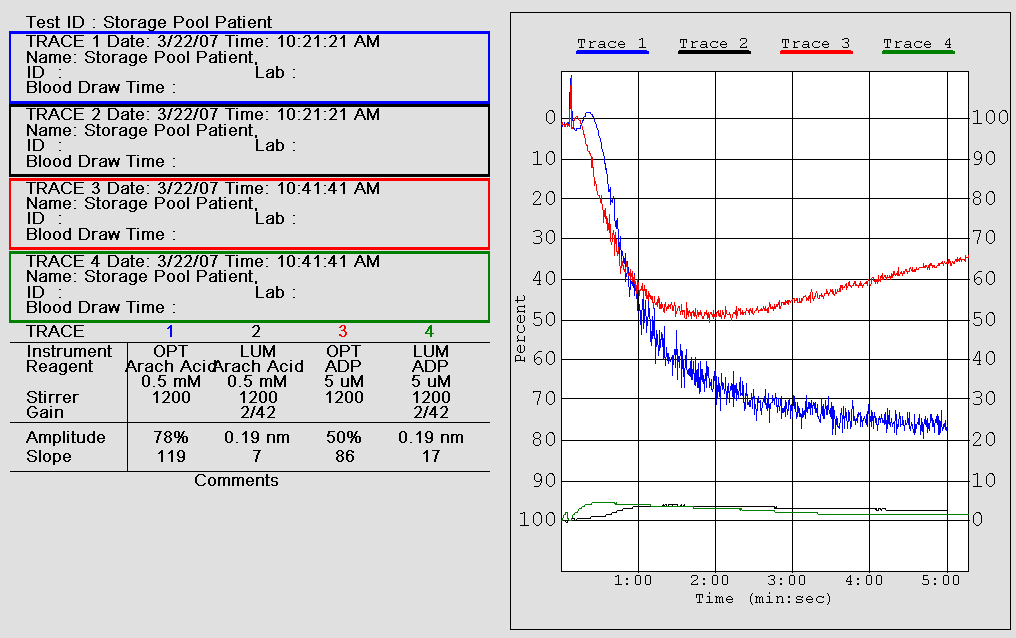 Test ID : Storage Pool Patient
TRACE 1 Date: 3/22/07 Time: 10:21:21 AM
Name: Storage Pool Patient,
ID : Lab :
Blood Draw Time :
TRACE 2 Date: 3/22/07 Time: 10:21:21 AM
Name: Storage Pool Patient,
ID : Lab :
Blood Draw Time :
TRACE 3 Date: 3/22/07 Time: 10:41:41 AM
Name: Storage Pool Patient,
ID : Lab :
Blood Draw Time :
TRACE 4 Date: 3/22/07 Time: 10:41:41 AM
Name: Storage Pool Patient,
ID : Lab :
Blood Draw Time :
TRACE 1 2 3 4
Instrument OPT LUM OPT LUM
Reagent Arach Acid Arach Acid ADP ADP
0.5 mM 0.5 mM 5 uM 5 uM
Stirrer 1200 1200 1200 1200
Gain 2/42 2/42
Amplitude 78% 0.19 nm 50% 0.19 nm
Slope 119 7 86 17
Comments
Trace 1 Trace 2 Trace 3 Trace 4
0 100
10 90
20 80
30 70
40 60
50 50
60 40
70 30
80 20
90 10
100 0
Percent
1:00 2:00 3:00 4:00 5:00
Time (min:sec)